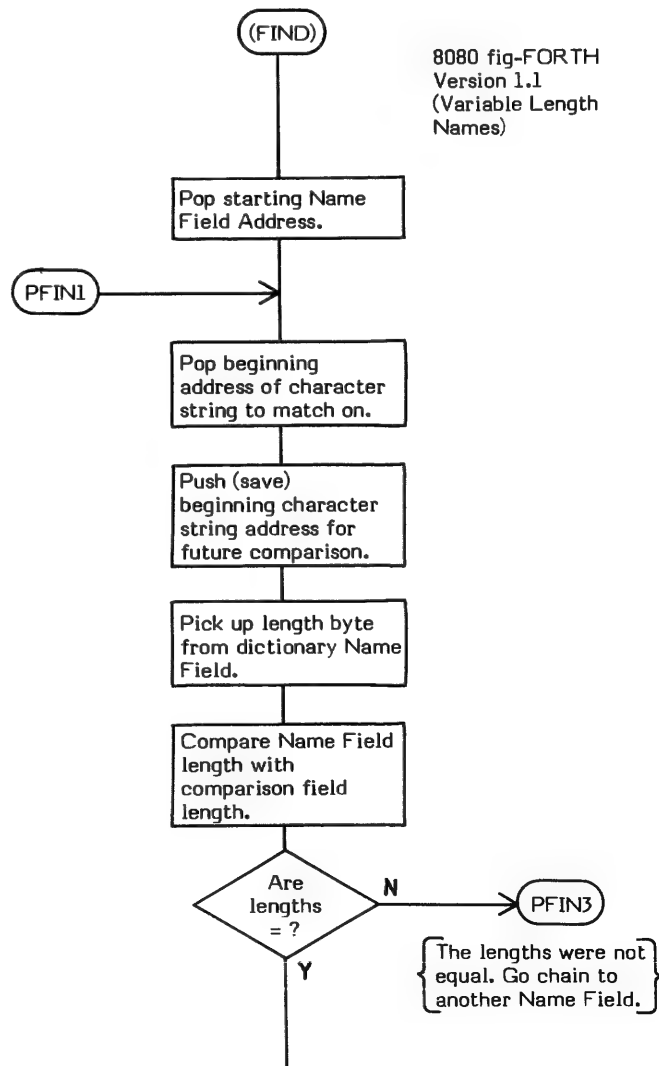 (FIND)
8080 fig-FORTH
Version 1.1
(Variable Length
Names)
Pop starting Name
Field Address.
PFIN1
Pop beginning
address of character
string to match on.
Push (save)
beginning character
string address for
future comparison.
Pick up length byte
from dictionary Name
Field.
Compare Name Field
length with
comparison field
length.
Are
lengths
= ?
N
PFIN3
Y
The lengths were not
equal. Go chain to
another Name Field.